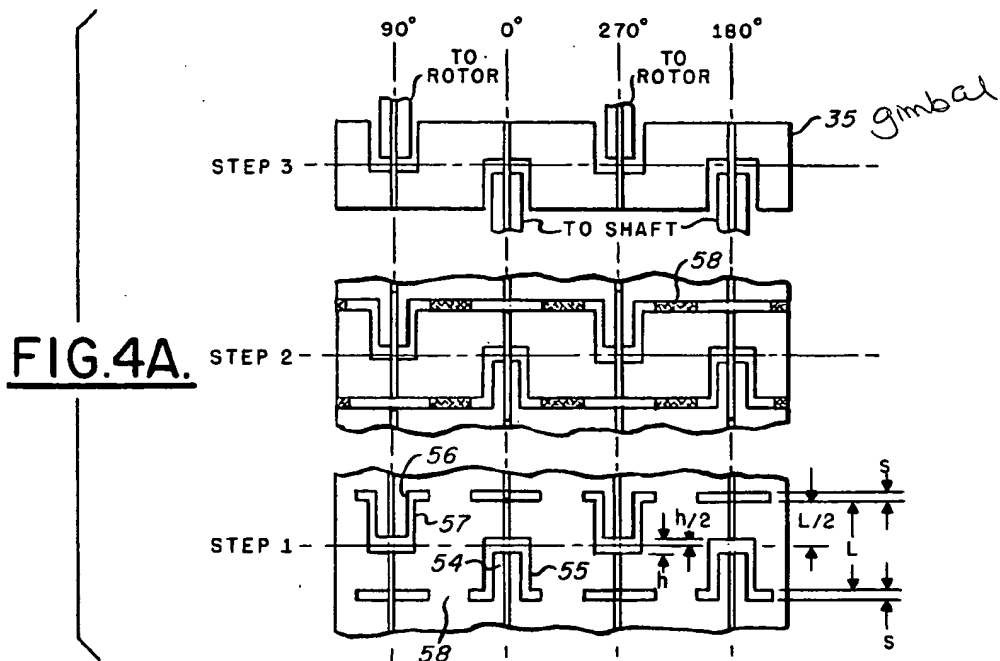 90° 0° 270° 180°
TO ROTOR
TO ROTOR
35 gimbal
STEP 3
TO SHAFT
58
FIG.4A.
STEP 2
56
57
h/2
S
L/2
STEP 1
L
54
55
h
58
S